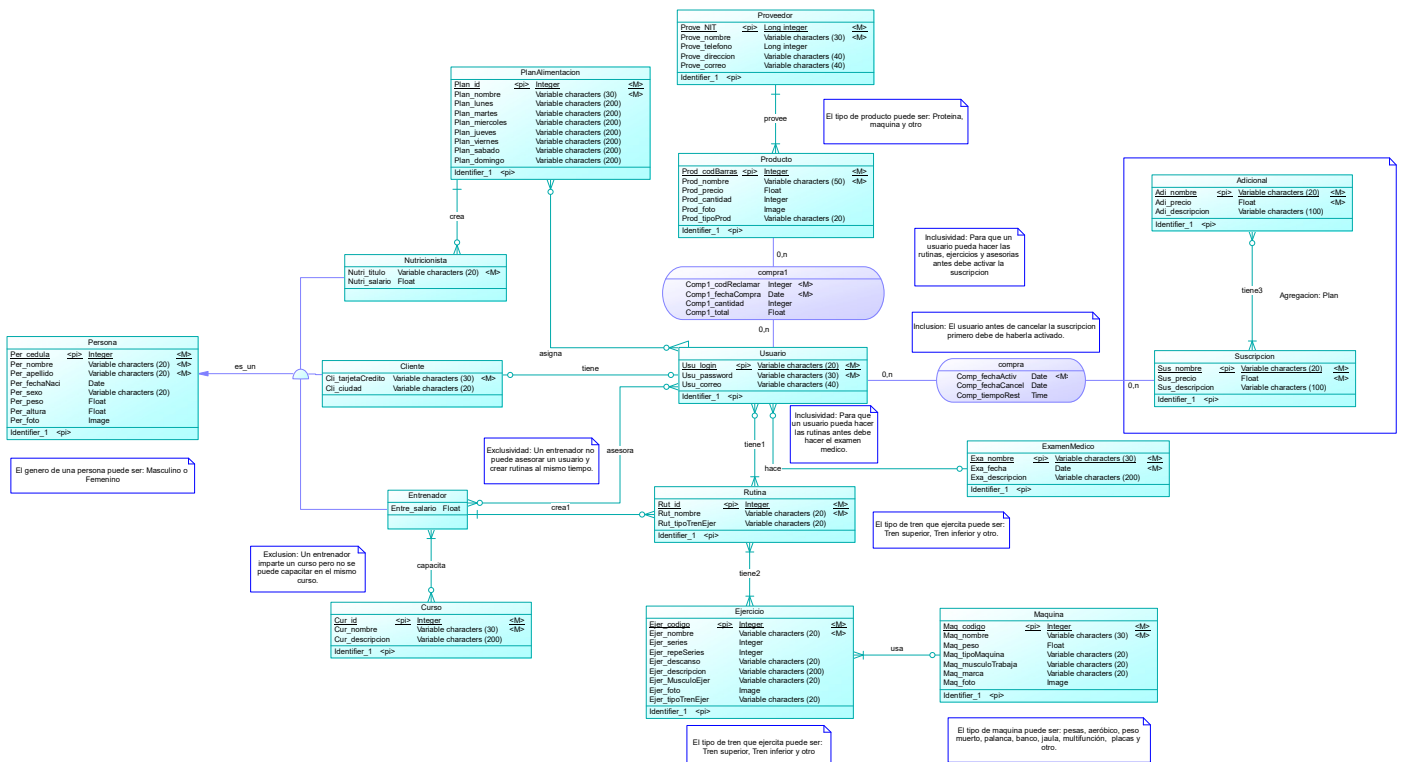 Proveedor
Prove_NIT <pi> Long integer <M>
Prove_nombre Variable characters (30) <M>
Prove_telefono Long integer
Prove_direccion Variable characters (40)
Prove_correo Variable characters (40)
Identifier_1 <pi>
provee
El tipo de producto puede ser: Proteina,
maquina y otro
PlanAlimentacion
Plan_id <pi> Integer <M>
Plan_nombre Variable characters (30) <M>
Plan_lunes Variable characters (200)
Plan_martes Variable characters (200)
Plan_miercoles Variable characters (200)
Plan_jueves Variable characters (200)
Plan_viernes Variable characters (200)
Plan_sabado Variable characters (200)
Plan_domingo Variable characters (200)
Identifier_1 <pi>
crea
Producto
Prod_codBarras <pi> Integer <M>
Prod_nombre Variable characters (50) <M>
Prod_precio Float
Prod_cantidad Integer
Prod_foto Image
Prod_tipoProd Variable characters (20)
Identifier_1 <pi>
0,n
Adicional
Adi_nombre <pi> Variable characters (20) <M>
Adi_precio Float <M>
Adi_descripcion Variable characters (100)
Identifier_1 <pi>
tiene3
Agregacion: Plan
Inclusividad: Para que un
usuario pueda hacer las
rutinas, ejercicios y asesorias
antes debe activar la
suscripcion
Nutricionista
Nutri_titulo Variable characters (20) <M>
Nutri_salario Float
compra1
Comp1_codReclamar Integer <M>
Comp1_fechaCompra Date <M>
Comp1_cantidad Integer
Comp1_total Float
0,n
Inclusion: El usuario antes de cancelar la suscripcion
primero debe de haberla activado.
Persona
Per_cedula <pi> Integer <M>
Per_nombre Variable characters (20) <M>
Per_apellido Variable characters (20) <M>
Per_fechaNaci Date
Per_sexo Variable characters (20)
Per_peso Float
Per_altura Float
Per_foto Image
Identifier_1 <pi>
es_un
asigna
Cliente
Cli_tarjetaCredito Variable characters (30) <M>
Cli_ciudad Variable characters (20)
tiene
Usuario
Usu_login <pi> Variable characters (20) <M>
Usu_password Variable characters (30) <M>
Usu_correo Variable characters (40)
Identifier_1 <pi>
0,n
compra
Comp_fechaActiv Date <M>
Comp_fechaCancel Date
Comp_tiempoRest Time
0,n
Suscripcion
Sus_nombre <pi> Variable characters (20) <M>
Sus_precio Float <M>
Sus_descripcion Variable characters (100)
Identifier_1 <pi>
El genero de una persona puede ser: Masculino o
Femenino
Exclusividad: Un entrenador no
puede asesorar un usuario y
crear rutinas al mismo tiempo.
asesora
tiene1
Inclusividad: Para que
un usuario pueda hacer
las rutinas antes debe
hacer el examen
medico.
hace
ExamenMedico
Exa_nombre <pi> Variable characters (30) <M>
Exa_fecha Date <M>
Exa_descripcion Variable characters (200)
Identifier_1 <pi>
Entrenador
Entre_salario Float
crea1
Rutina
Rut_id <pi> Integer <M>
Rut_nombre Variable characters (20) <M>
Rut_tipoTrenEjer Variable characters (20)
Identifier_1 <pi>
El tipo de tren que ejercita puede ser:
Tren superior, Tren inferior y otro.
Exclusion: Un entrenador
imparte un curso pero no se
puede capacitar en el mismo
curso.
capacita
tiene2
Curso
Cur_id <pi> Integer <M>
Cur_nombre Variable characters (30) <M>
Cur_descripcion Variable characters (200)
Identifier_1 <pi>
Ejercicio
Ejer_codigo <pi> Integer <M>
Ejer_nombre Variable characters (20) <M>
Ejer_series Integer
Ejer_repeSeries Integer
Ejer_descanso Variable characters (20)
Ejer_descripcion Variable characters (200)
Ejer_MusculoEjer Variable characters (20)
Ejer_foto Image
Ejer_tipoTrenEjer Variable characters (20)
Identifier_1 <pi>
usa
Maquina
Maq_codigo <pi> Integer <M>
Maq_nombre Variable characters (30) <M>
Maq_peso Float
Maq_tipoMaquina Variable characters (20)
Maq_musculoTrabaja Variable characters (20)
Maq_marca Variable characters (20)
Maq_foto Image
Identifier_1 <pi>
El tipo de tren que ejercita puede ser:
Tren superior, Tren inferior y otro
El tipo de maquina puede ser: pesas, aeróbico, peso
muerto, palanca, banco, jaula, multifunción, placas y
otro.